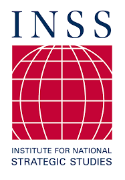 INSS
INSTITUTE FOR NATIONAL
STRATEGIC STUDIES